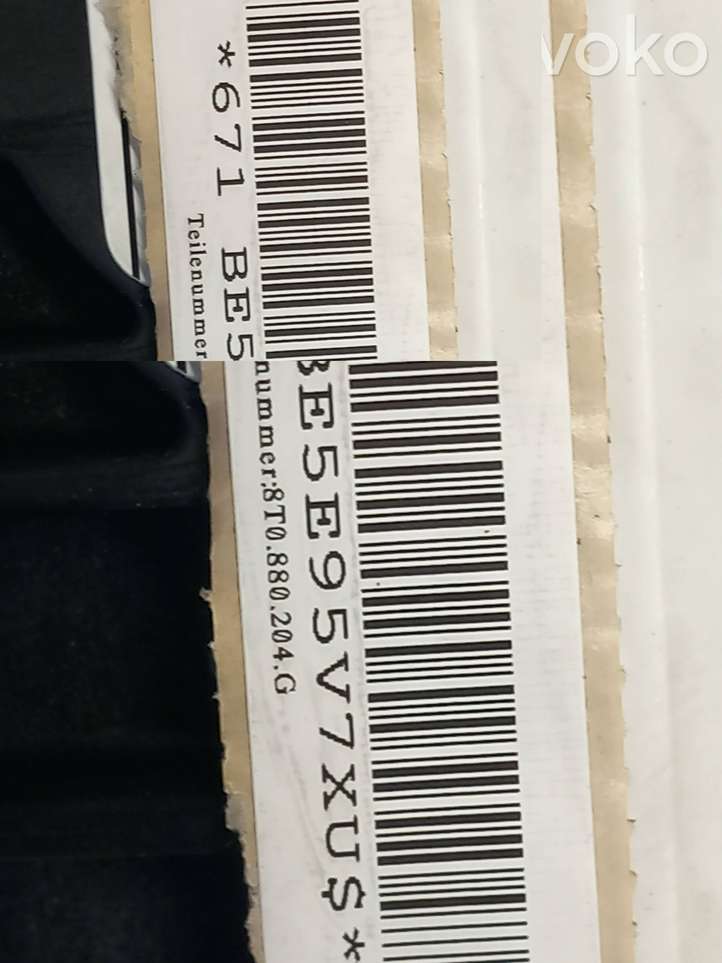 voko
*671 BE5
Teilenummer
BE5E95V7XU$*
nummer:8T0.880.204.G